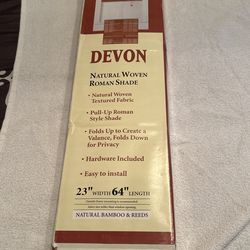 DEVON
NATURAL WOVEN
ROMAN SHADE
• Natural Woven
Textured Fabric
• Pull-Up Roman
Style Shade
• Folds Up to Create a
Valance, Folds Down
for Privacy
• Hardware Included
• Easy to install
23" WIDTH 64" LENGTH
NATURAL BAMBOO & REEDS